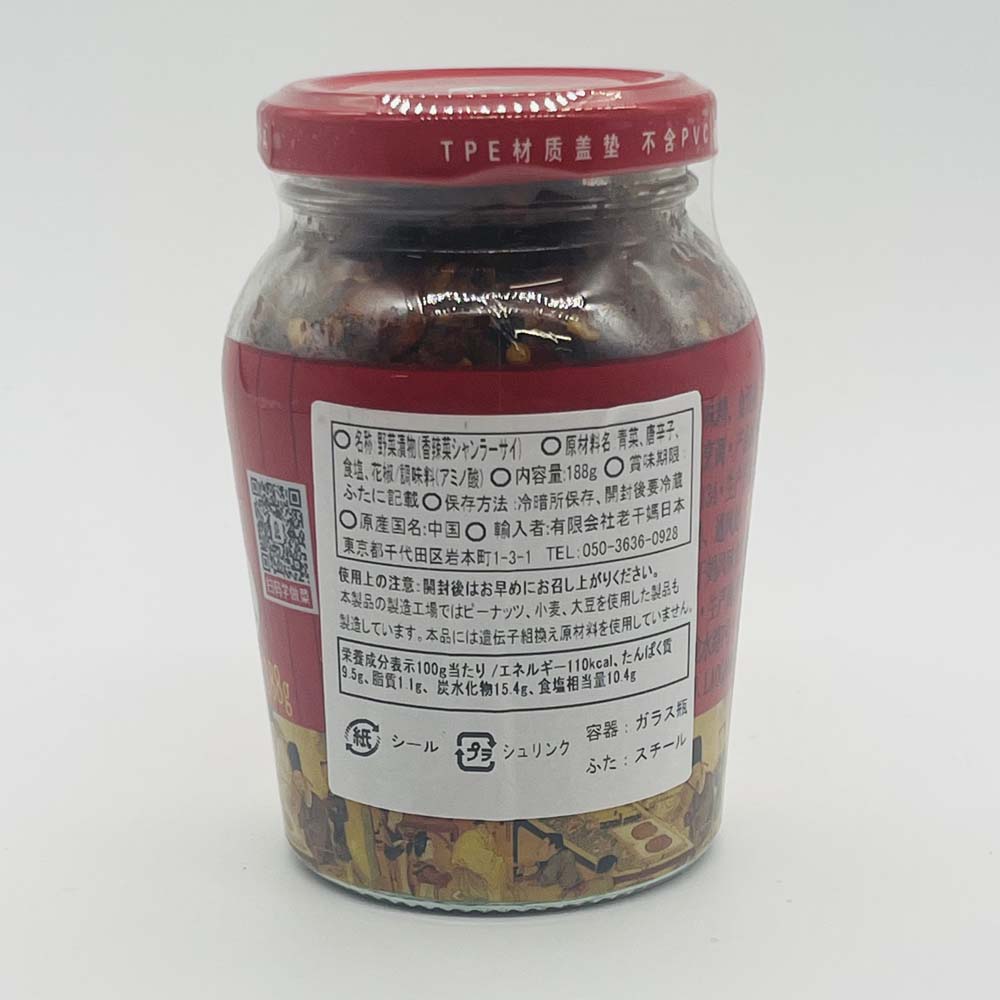 TPE材质盖垫 不含PVC
○名称:野菜漬物(香辣菜シャンラーサイ) ○原材料名:青菜、唐辛子、
食塩、花椒/調味料(アミノ酸) ○内容量:188g ○賞味期限:
ふたに記載 ○保存方法:冷暗所保存、開封後要冷蔵
○原産国名:中国 ○輸入者:有限会社老干媽日本
東京都千代田区岩本町1-3-1 TEL:050-3636-0928
使用上の注意:開封後はお早めにお召し上がりください。
本製品の製造工場ではピーナッツ、小麦、大豆を使用した製品も
製造しています。本品には遺伝子組換え原材料を使用していません。
栄養成分表示100g当たり/エネルギー110kcal、たんぱく質
9.5g、脂質1.1g、炭水化物15.4g、食塩相当量10.4g
紙 シール プラ シュリンク 容器:ガラス瓶
ふた:スチール
扫码学做菜